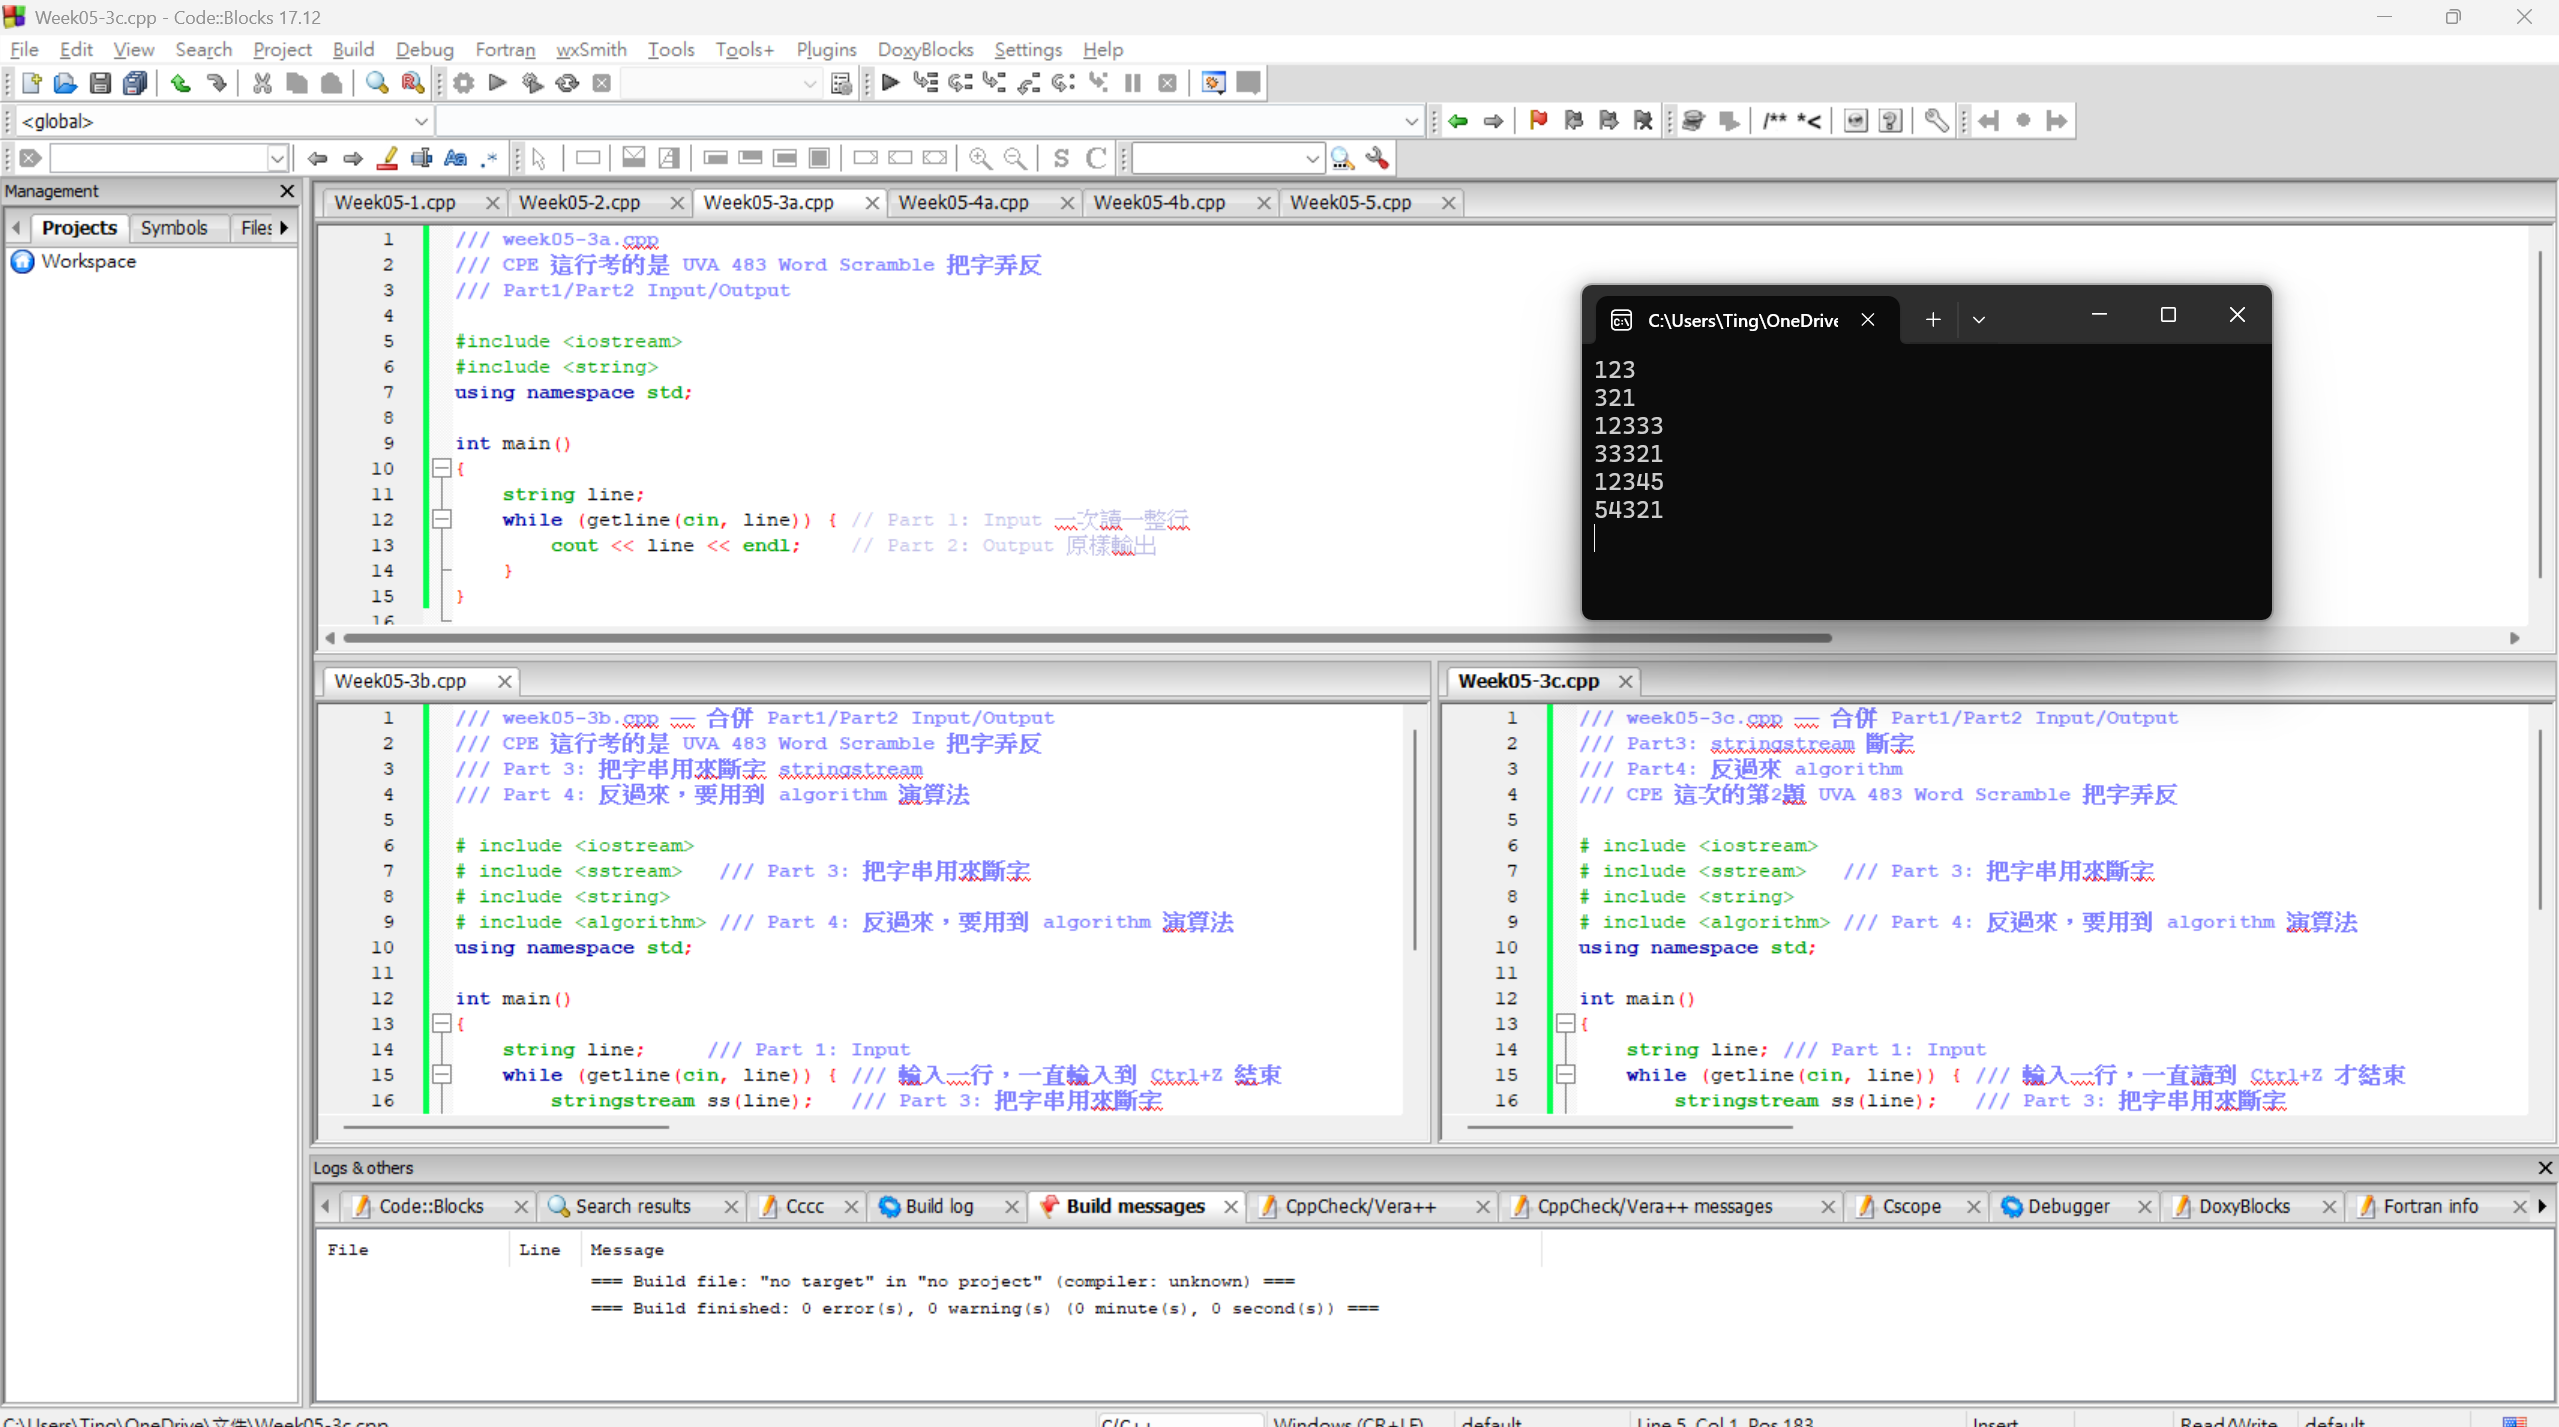 Week05-3c.cpp - Code::Blocks 17.12
File Edit View Search Project Build Debug Fortran wxSmith Tools Tools+ Plugins DoxyBlocks Settings Help
<global>
/** *<
Management
Projects Symbols Files
Workspace
Week05-1.cpp Week05-2.cpp Week05-3a.cpp Week05-4a.cpp Week05-4b.cpp Week05-5.cpp
1 /// week05-3a.cpp
2 /// CPE 這行考的是 UVA 483 Word Scramble 把字弄反
3 /// Part1/Part2 Input/Output
4
5 #include <iostream>
6 #include <string>
7 using namespace std;
8
9 int main()
10 {
11 string line;
12 while (getline(cin, line)) { // Part 1: Input 一次讀一整行
13 cout << line << endl; // Part 2: Output 原樣輸出
14 }
15 }
16
C:\Users\Ting\OneDrive
123
321
12333
33321
12345
54321
Week05-3b.cpp
1 /// week05-3b.cpp — 合併 Part1/Part2 Input/Output
2 /// CPE 這行考的是 UVA 483 Word Scramble 把字弄反
3 /// Part 3: 把字串用來斷字 stringstream
4 /// Part 4: 反過來，要用到 algorithm 演算法
5
6 # include <iostream>
7 # include <sstream> /// Part 3: 把字串用來斷字
8 # include <string>
9 # include <algorithm> /// Part 4: 反過來，要用到 algorithm 演算法
10 using namespace std;
11
12 int main()
13 {
14 string line; /// Part 1: Input
15 while (getline(cin, line)) { /// 輸入一行，一直輸入到 Ctrl+Z 結束
16 stringstream ss(line); /// Part 3: 把字串用來斷字
Week05-3c.cpp
1 /// week05-3c.cpp — 合併 Part1/Part2 Input/Output
2 /// Part3: stringstream 斷字
3 /// Part4: 反過來 algorithm
4 /// CPE 這次的第2題 UVA 483 Word Scramble 把字弄反
5
6 # include <iostream>
7 # include <sstream> /// Part 3: 把字串用來斷字
8 # include <string>
9 # include <algorithm> /// Part 4: 反過來，要用到 algorithm 演算法
10 using namespace std;
11
12 int main()
13 {
14 string line; /// Part 1: Input
15 while (getline(cin, line)) { /// 輸入一行，一直讀到 Ctrl+Z 才結束
16 stringstream ss(line); /// Part 3: 把字串用來斷字
Logs & others
Code::Blocks Search results Cccc Build log Build messages CppCheck/Vera++ CppCheck/Vera++ messages Cscope Debugger DoxyBlocks Fortran info
File Line Message
=== Build file: "no target" in "no project" (compiler: unknown) ===
=== Build finished: 0 error(s), 0 warning(s) (0 minute(s), 0 second(s)) ===
C:\Users\Ting\OneDrive\文件\Week05-3c.cpp C/C++ Windows (CR+LF) default Line 5, Col 1, Pos 183 Insert Read/Write default